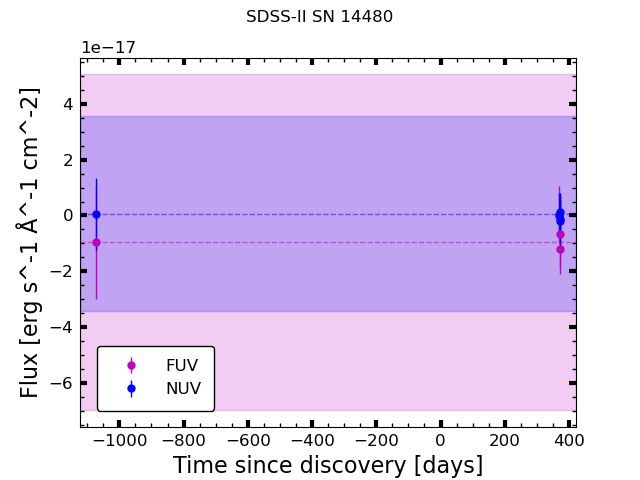 SDSS-II SN 14480
1e−17
4
2
0
−2
−4
−6
Flux [erg s^-1 Å^-1 cm^-2]
FUV
NUV
−1000 −800 −600 −400 −200 0 200 400
Time since discovery [days]